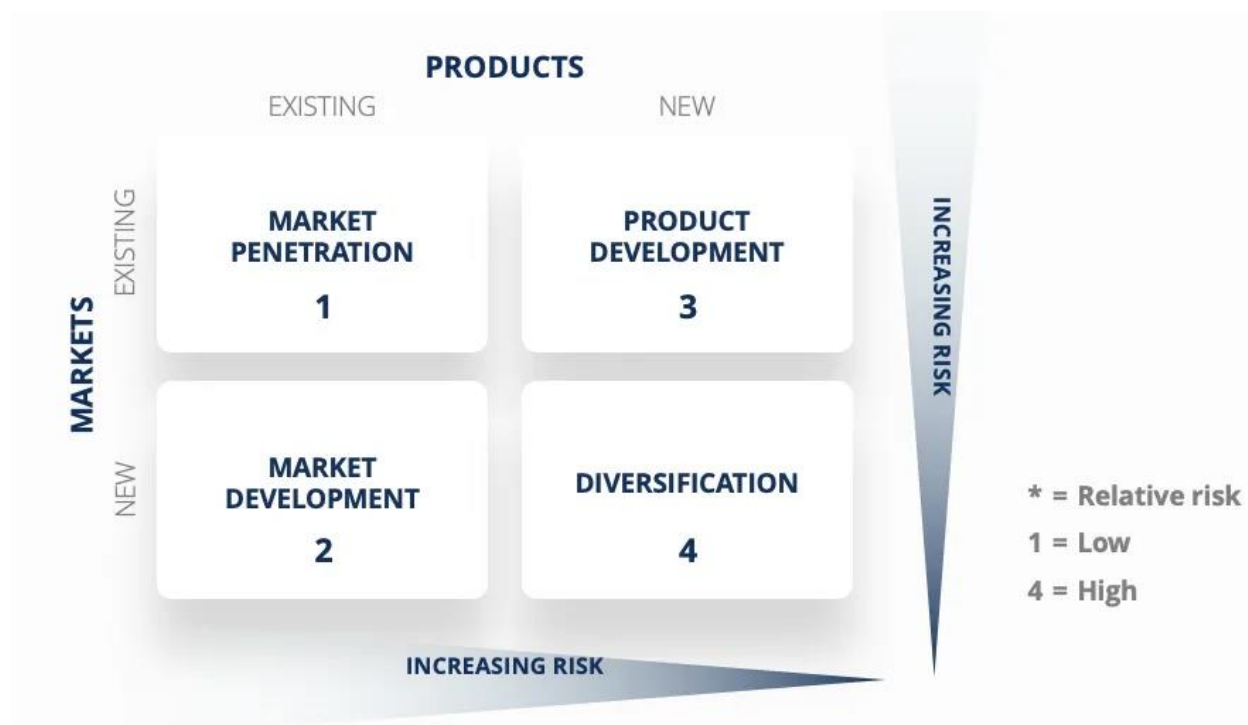 PRODUCTS
EXISTING
NEW
MARKETS
EXISTING
NEW
MARKET
PENETRATION
1
PRODUCT
DEVELOPMENT
3
MARKET
DEVELOPMENT
2
DIVERSIFICATION
4
INCREASING RISK
INCREASING RISK
* = Relative risk
1 = Low
4 = High